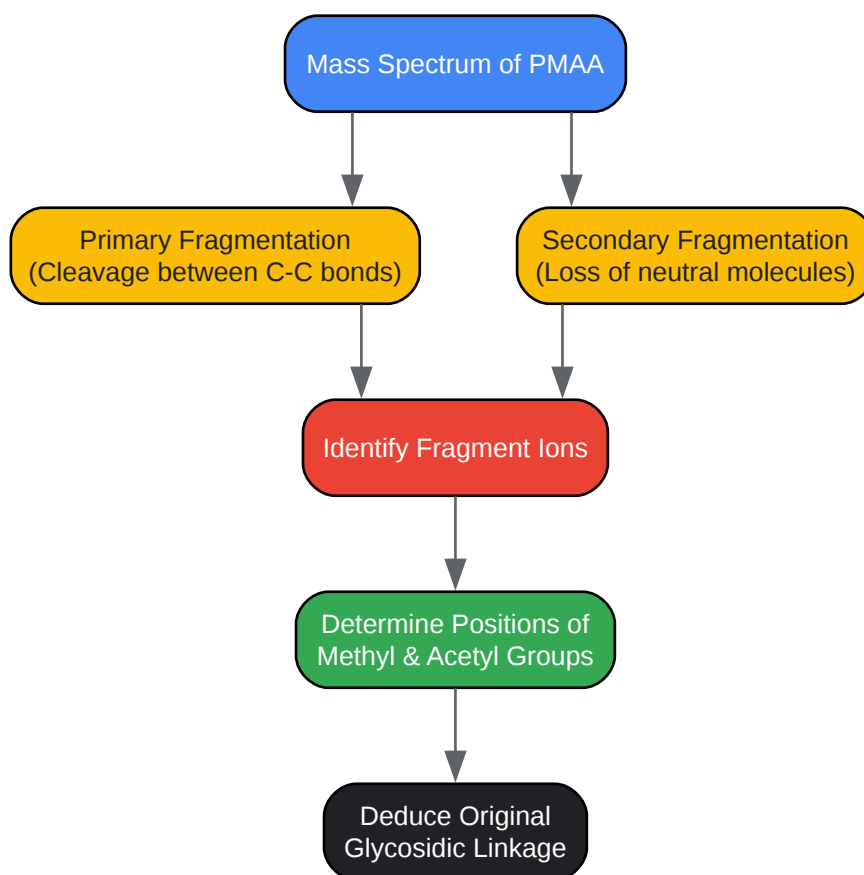 Mass Spectrum of PMAA
Primary Fragmentation
(Cleavage between C-C bonds)
Secondary Fragmentation
(Loss of neutral molecules)
Identify Fragment Ions
Determine Positions of
Methyl & Acetyl Groups
Deduce Original
Glycosidic Linkage